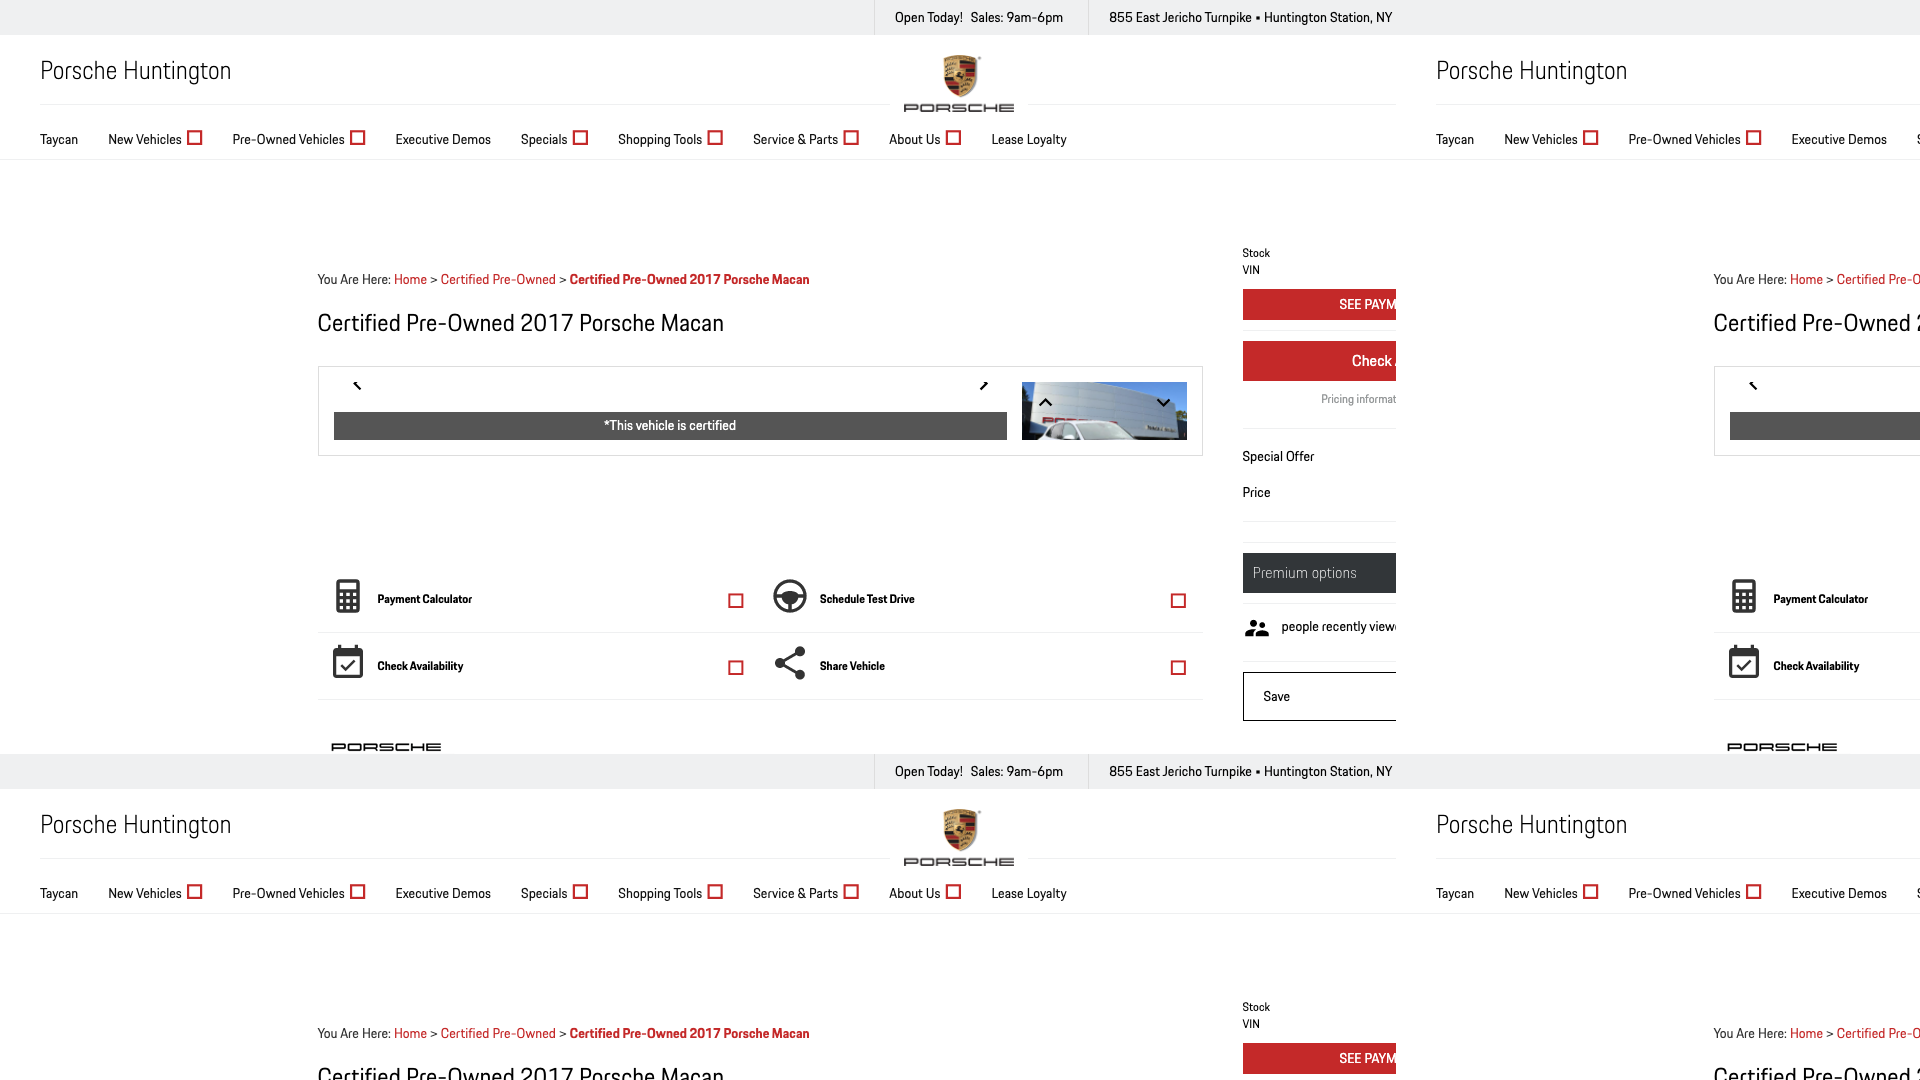 Open Today! Sales: 9am-6pm
855 East Jericho Turnpike • Huntington Station, NY
Porsche Huntington
PORSCHE
Porsche Huntington
Taycan
New Vehicles
Pre-Owned Vehicles
Executive Demos
Specials
Shopping Tools
Service & Parts
About Us
Lease Loyalty
Taycan
New Vehicles
Pre-Owned Vehicles
Executive Demos
Stock
VIN
You Are Here: Home > Certified Pre-Owned > Certified Pre-Owned 2017 Porsche Macan
SEE PAYM
Certified Pre-Owned 2017 Porsche Macan
Check
Pricing informat
*This vehicle is certified
Special Offer
Price
Premium options
Payment Calculator
Schedule Test Drive
people recently viewe
Check Availability
Share Vehicle
Save
PORSCHE
You Are Here: Home > Certified Pre-O
Certified Pre-Owned 2
Payment Calculator
Check Availability
PORSCHE
Open Today! Sales: 9am-6pm
855 East Jericho Turnpike • Huntington Station, NY
Porsche Huntington
PORSCHE
Porsche Huntington
Taycan
New Vehicles
Pre-Owned Vehicles
Executive Demos
Specials
Shopping Tools
Service & Parts
About Us
Lease Loyalty
Taycan
New Vehicles
Pre-Owned Vehicles
Executive Demos
Stock
VIN
You Are Here: Home > Certified Pre-Owned > Certified Pre-Owned 2017 Porsche Macan
SEE PAYM
Certified Pre-Owned 2017 Porsche Macan
You Are Here: Home > Certified Pre-O
Certified Pre-Owned 2